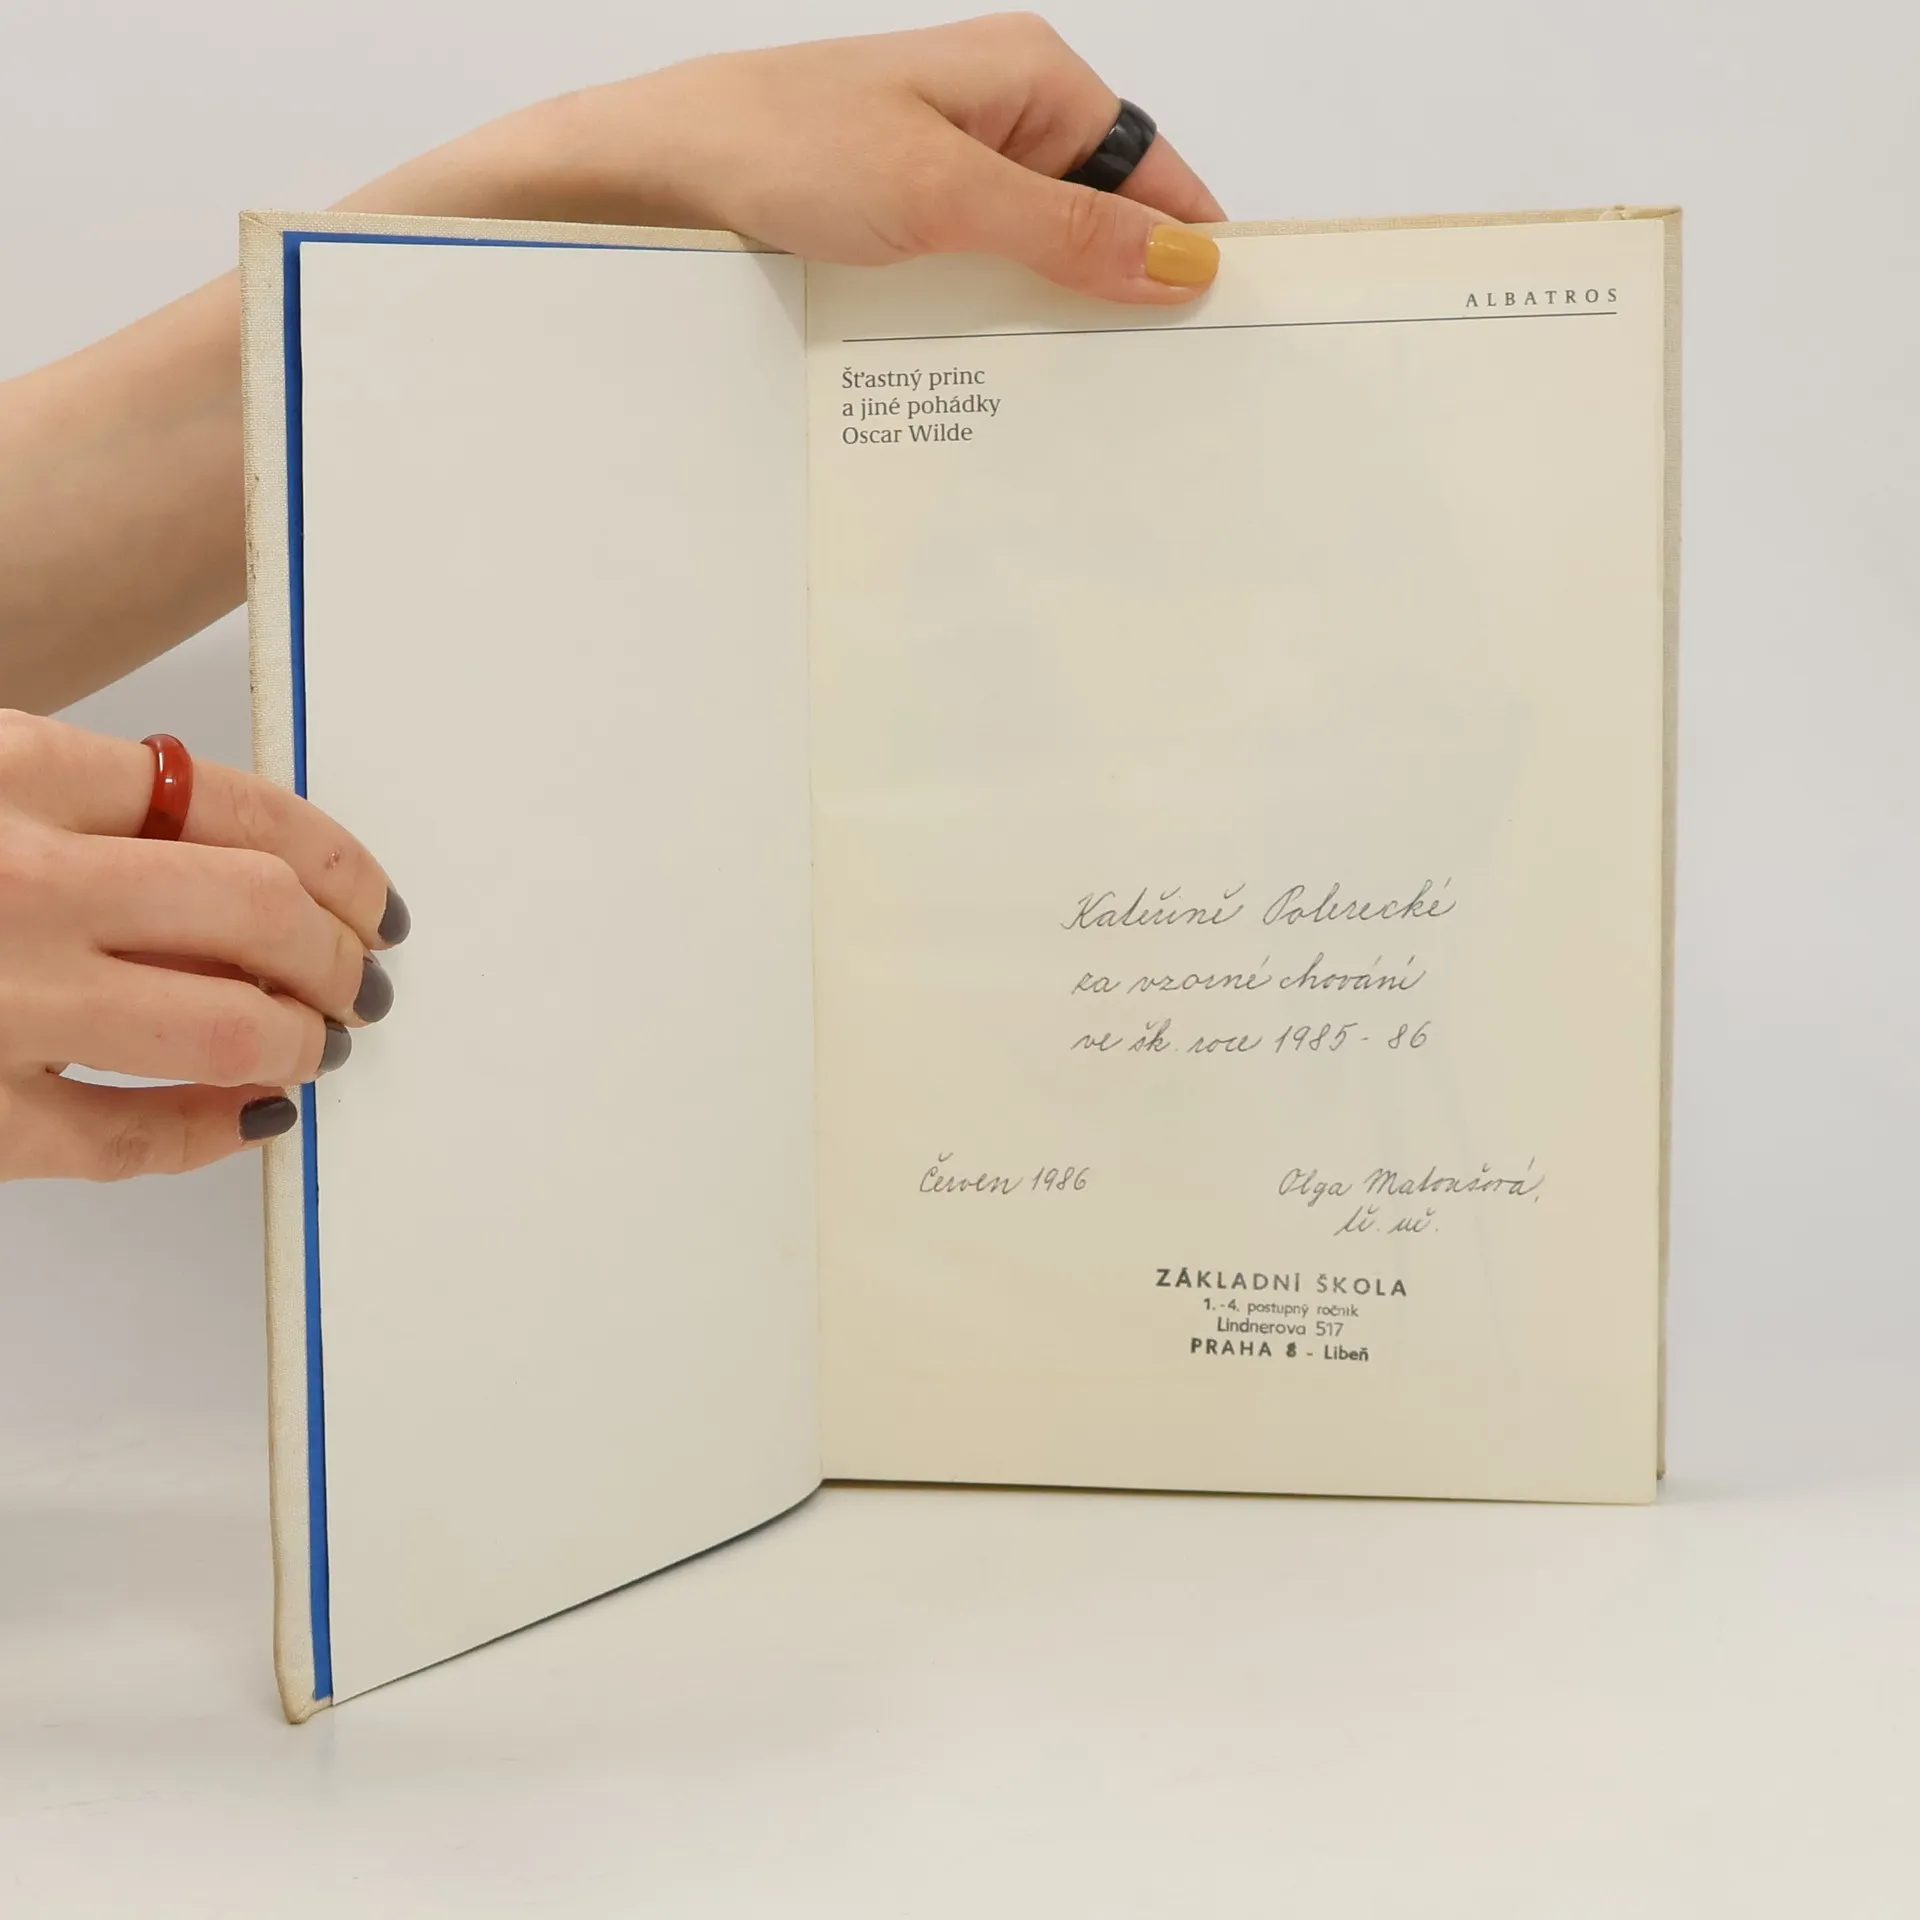 ALBATROS
Šťastný princ
a jiné pohádky
Oscar Wilde
Kateřině Polerecké
za vzorné chování
ve šk. roce 1985 - 86
Červen 1986
Olga Matoušová,
tř. uč.
ZÁKLADNÍ ŠKOLA
1.-4. postupný ročník
Lindnerova 517
PRAHA 8 - Libeň